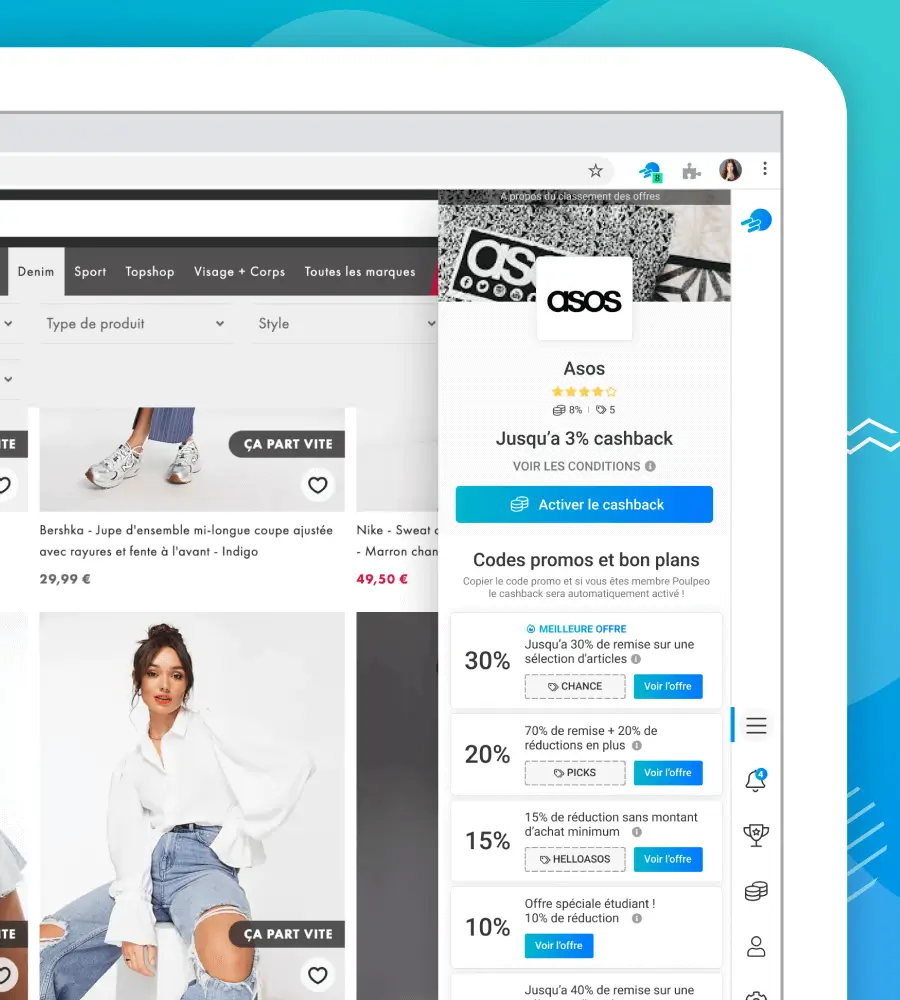 8
A propos du classement des offres
asos
Denim
Sport
Topshop
Visage + Corps
Toutes les marques
Type de produit
Style
ÇA PART VITE
Bershka - Jupe d'ensemble mi-longue coupe ajustée
avec rayures et fente à l'avant - Indigo
29,99 €
Nike - Sweat
- Marron
49,50 €
ÇA PART VITE
asos
Asos
8% | 5
Jusqu’a 3% cashback
VOIR LES CONDITIONS
Activer le cashback
Codes promos et bon plans
Copier le code promo et si vous êtes membre Poulpeo
le cashback sera automatiquement activé !
30%
MEILLEURE OFFRE
Jusqu’a 30% de remise sur une
sélection d'articles
CHANCE
Voir l'offre
20%
70% de remise + 20% de
réductions en plus
PICKS
Voir l'offre
15%
15% de réduction sans montant
d’achat minimum
HELLOASOS
Voir l'offre
10%
Offre spéciale étudiant !
10% de réduction
Voir l'offre
Jusqu’a 40% de remise sur une
4